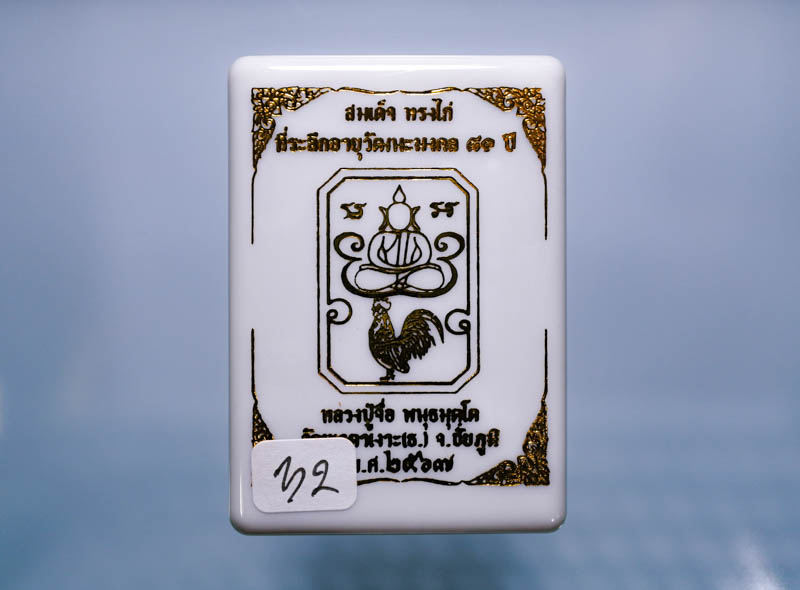 สมเด็จ ทรงไก่
ที่ระลึกอายุวัฒนะมงคล ๘๑ ปี
หลวงปู่จื่อ พนฺธมุตฺโต
จ.ชัยภูมิ
๒๕๖๗